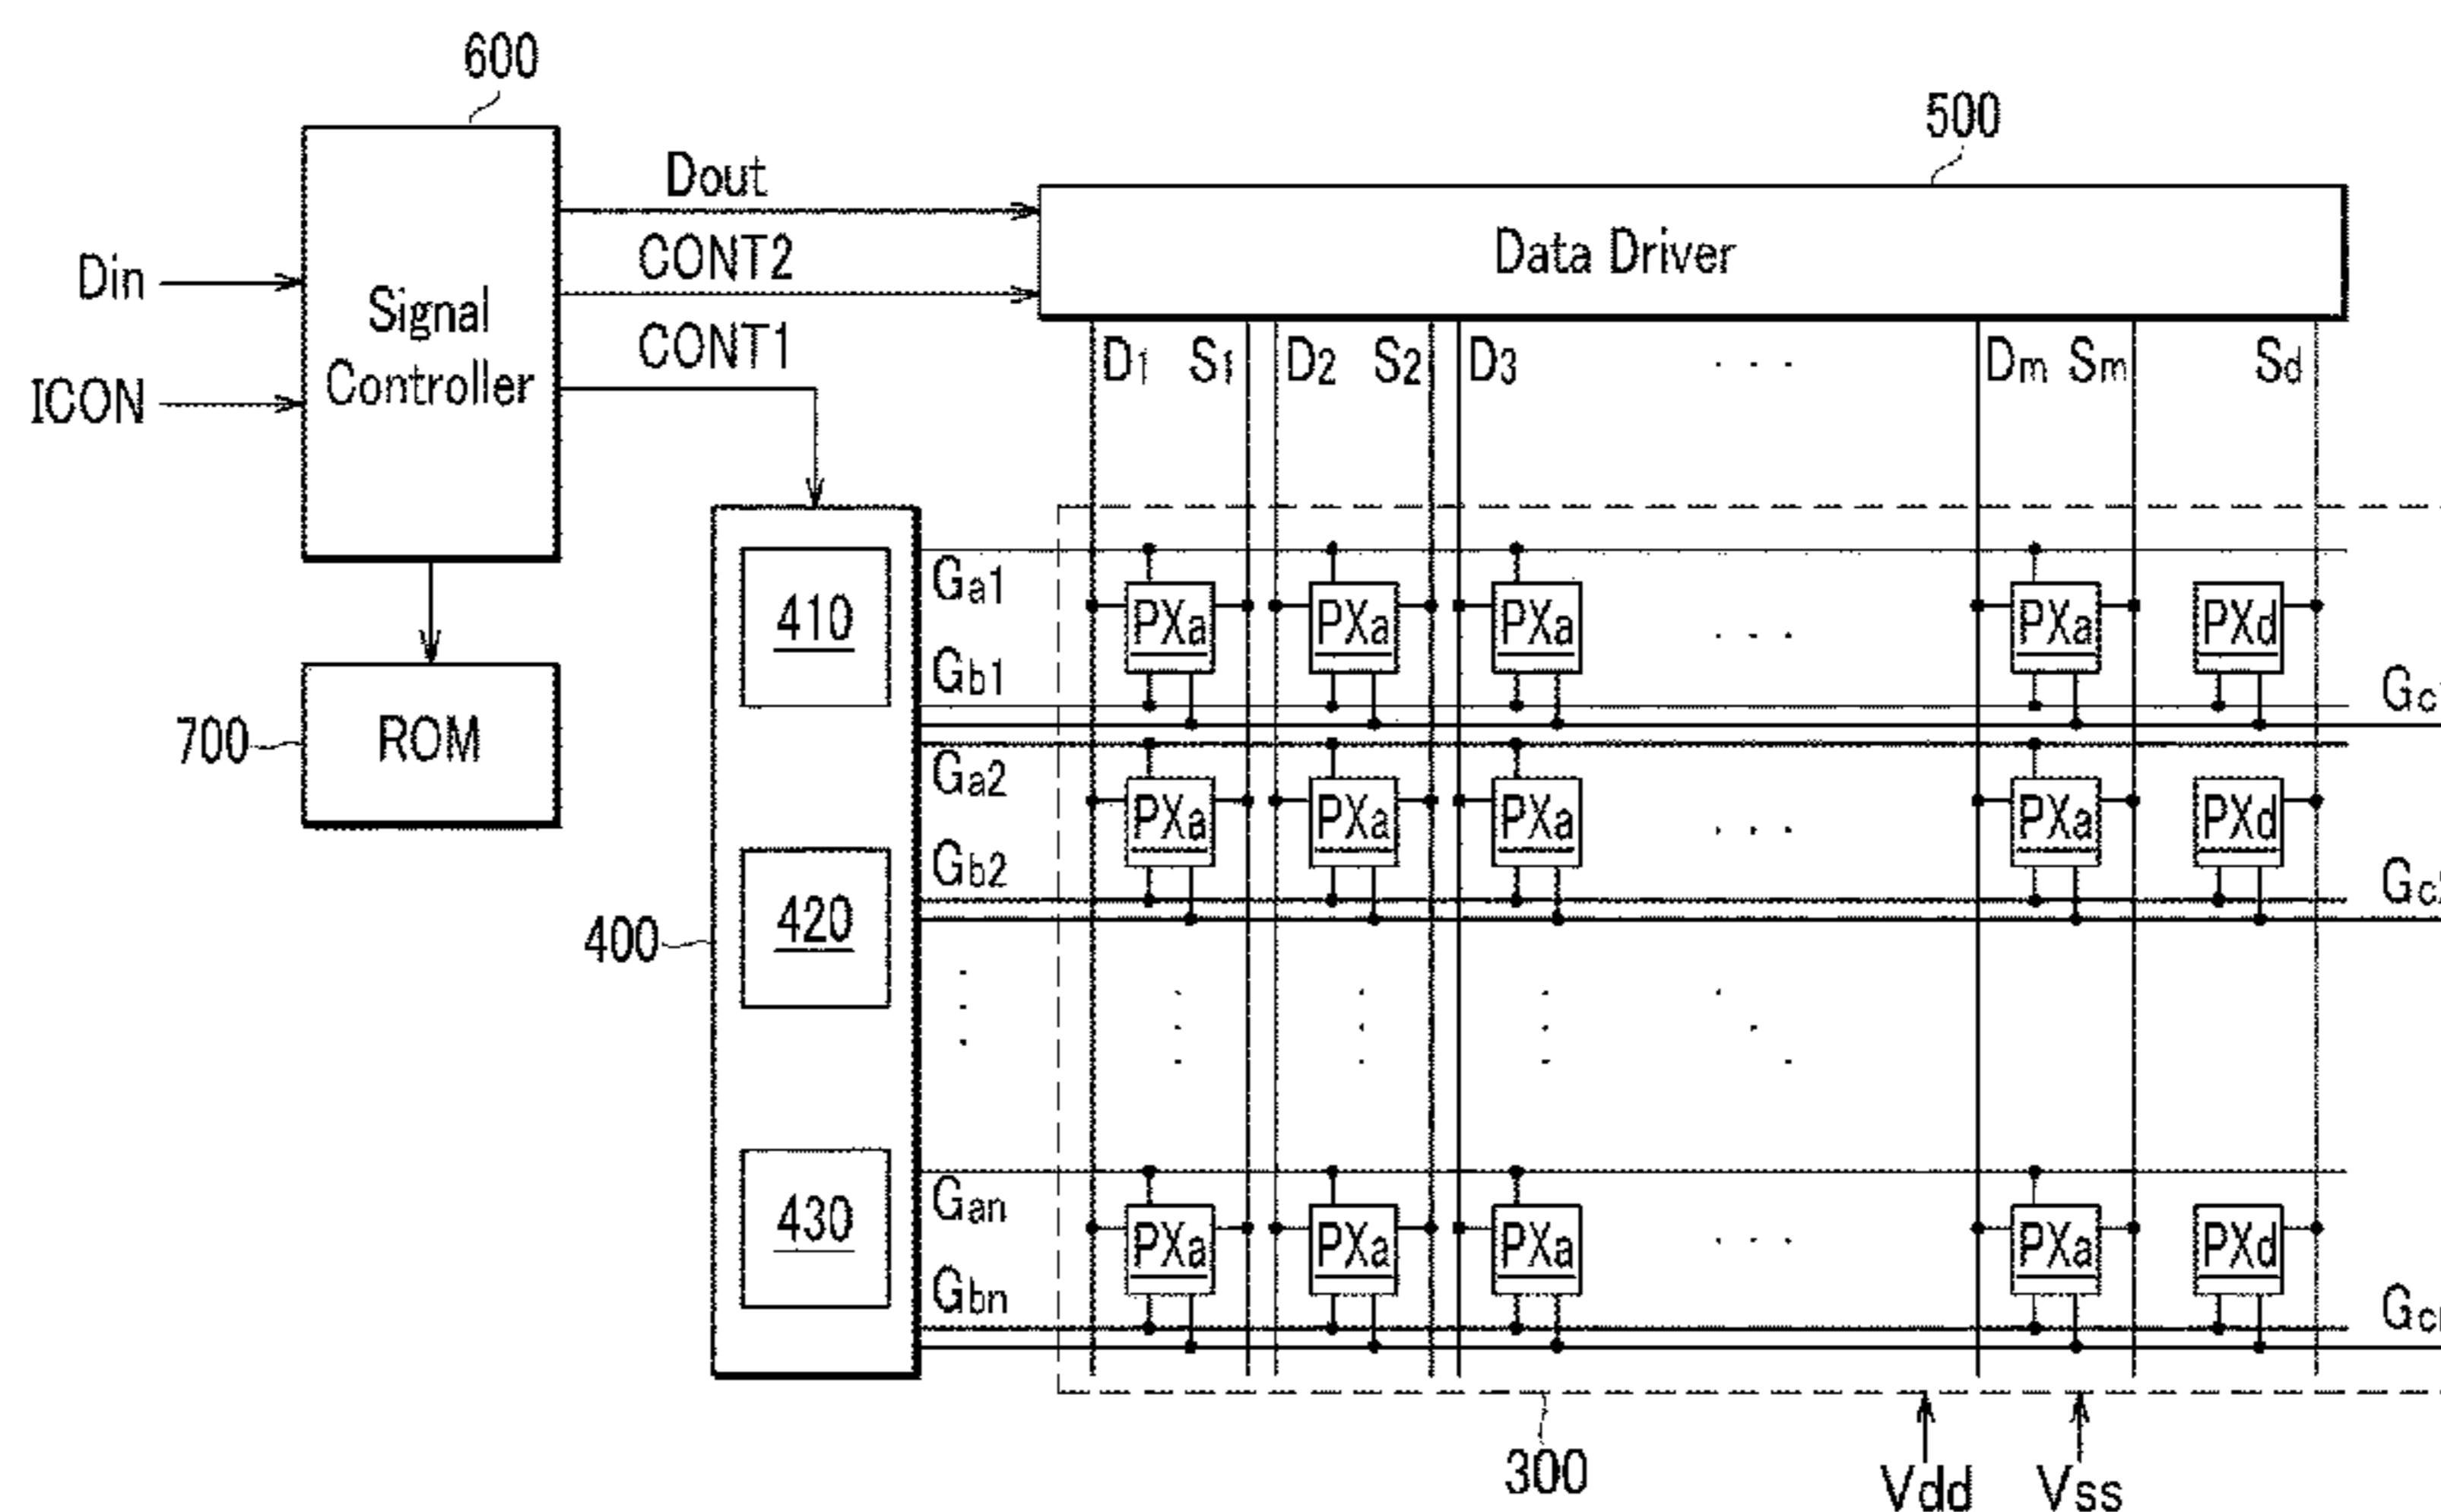 600
500
Dout
Din
CONT2
Data Driver
Signal
Controller
CONT1
ICON
D1 S1 D2 S2 D3 . . . Dm Sm Sd
410
Ga1
PXa PXa PXa . . . PXa PXd
Gb1
700
ROM
Ga2
PXa PXa PXa . . . PXa PXd
Gb2
400
420
430
Gan
PXa PXa PXa . . . PXa PXd
Gbn
300
Vdd Vss